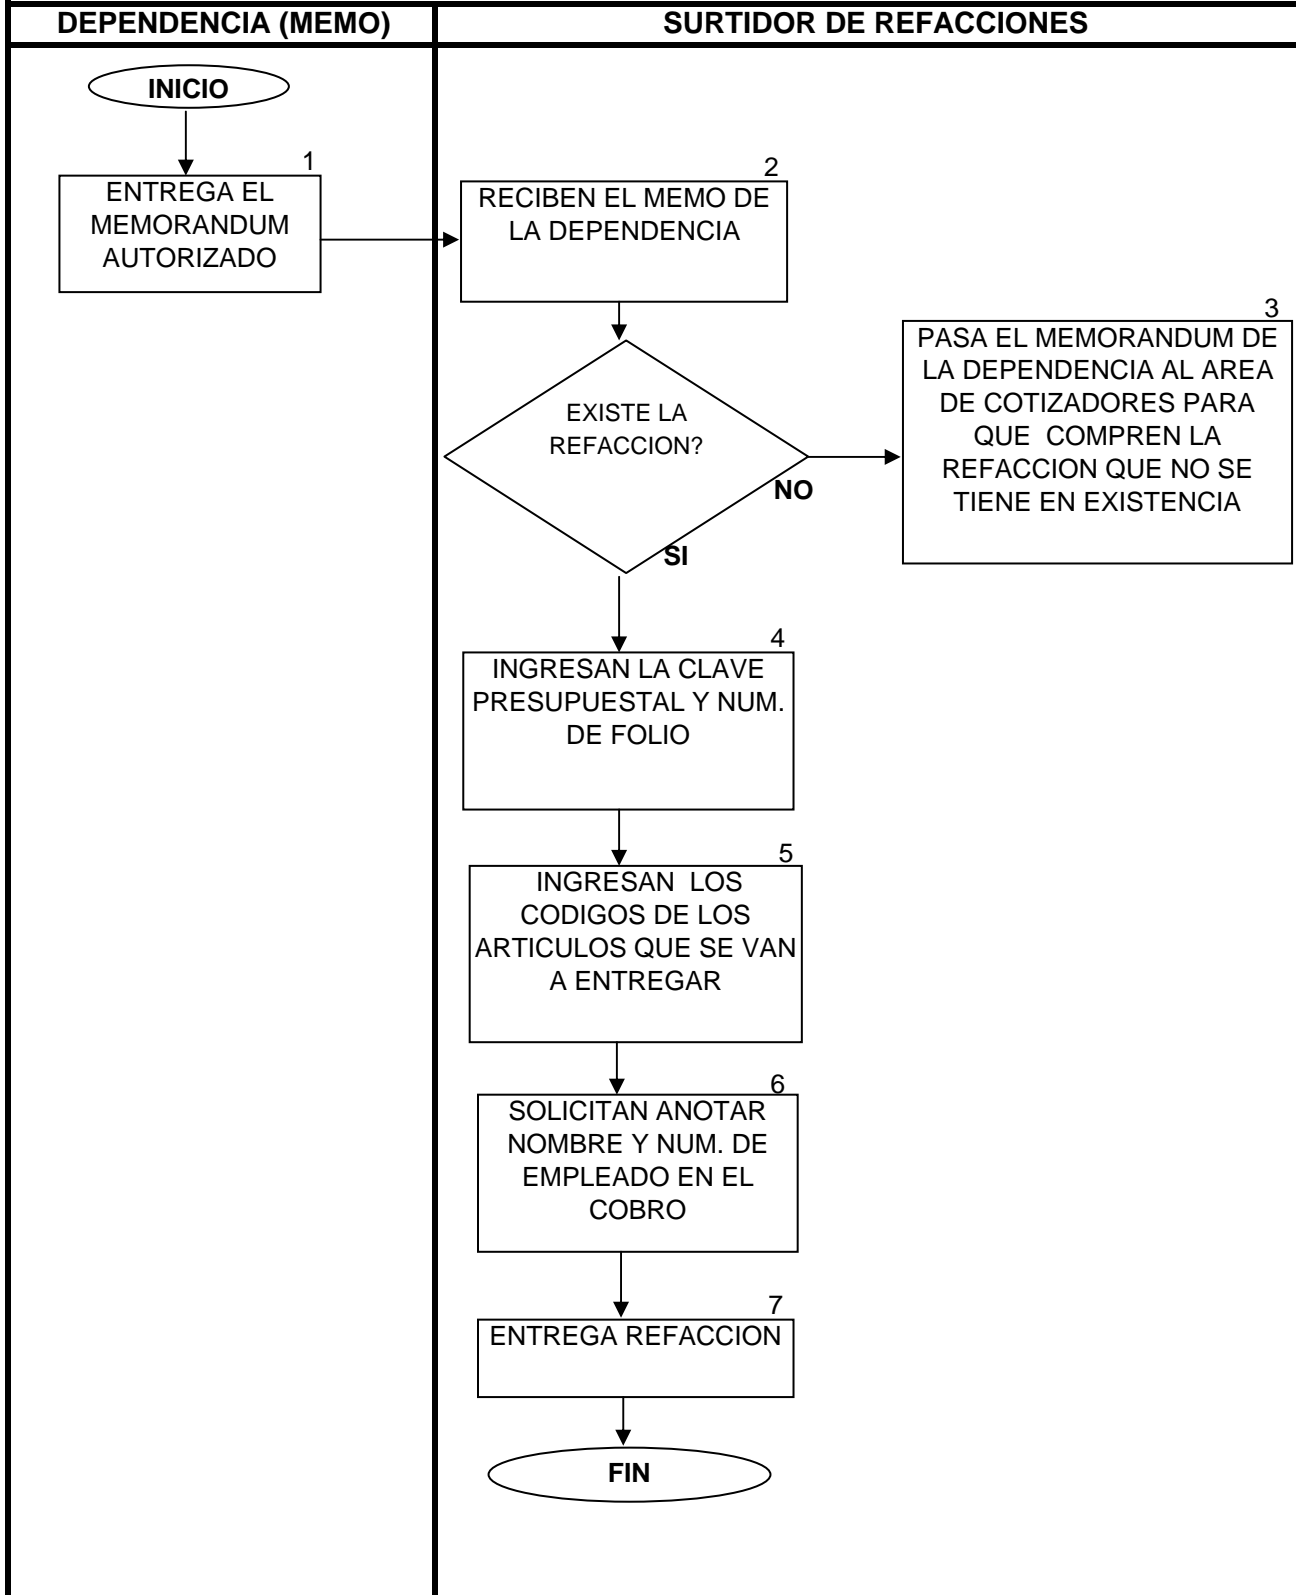 DEPENDENCIA (MEMO)
SURTIDOR DE REFACCIONES
INICIO
1
ENTREGA EL
MEMORANDUM
AUTORIZADO
2
RECIBEN EL MEMO DE
LA DEPENDENCIA
EXISTE LA
REFACCION?
NO
SI
3
PASA EL MEMORANDUM DE
LA DEPENDENCIA AL AREA
DE COTIZADORES PARA
QUE COMPREN LA
REFACCION QUE NO SE
TIENE EN EXISTENCIA
4
INGRESAN LA CLAVE
PRESUPUESTAL Y NUM.
DE FOLIO
5
INGRESAN LOS
CODIGOS DE LOS
ARTICULOS QUE SE VAN
A ENTREGAR
6
SOLICITAN ANOTAR
NOMBRE Y NUM. DE
EMPLEADO EN EL
COBRO
7
ENTREGA REFACCION
FIN